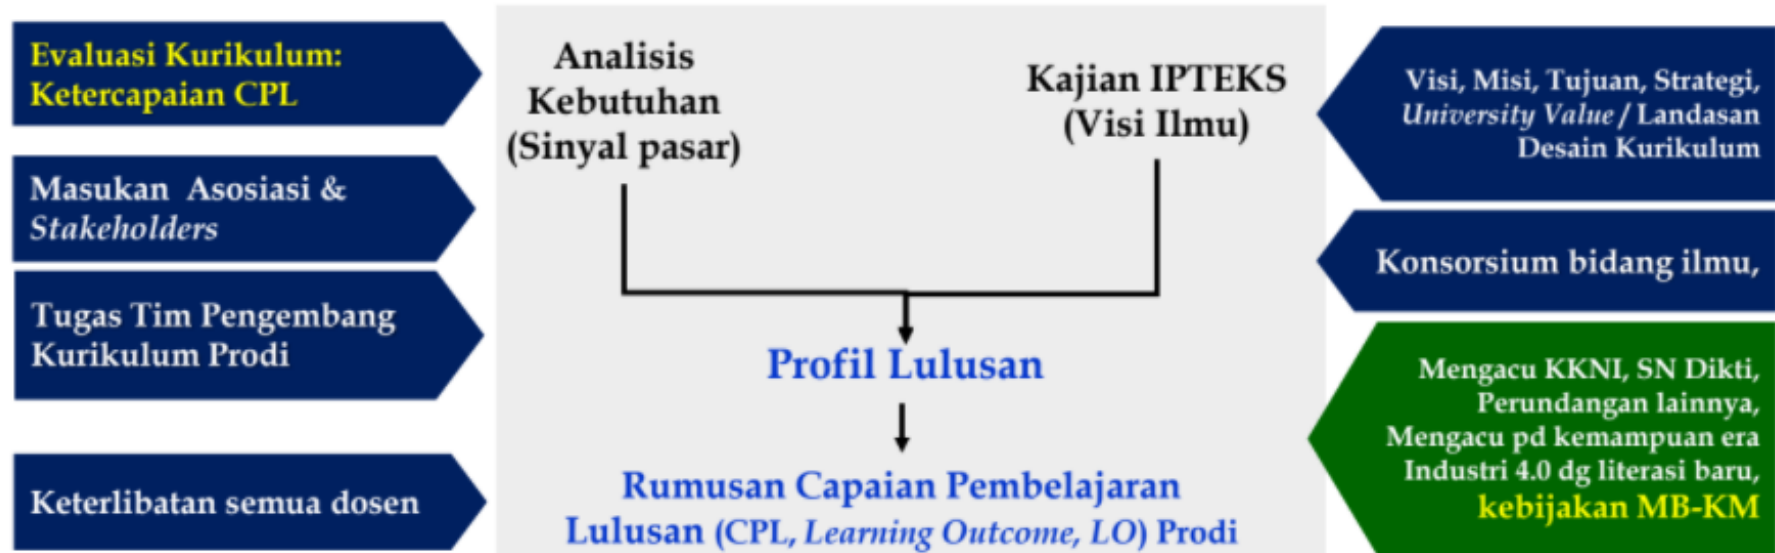 Evaluasi Kurikulum:
Ketercapaian CPL
Masukan Asosiasi &
Stakeholders
Tugas Tim Pengembang
Kurikulum Prodi
Keterlibatan semua dosen
Analisis
Kebutuhan
(Sinyal pasar)
Kajian IPTEKS
(Visi Ilmu)
Profil Lulusan
Rumusan Capaian Pembelajaran
Lulusan (CPL, Learning Outcome, LO) Prodi
Visi, Misi, Tujuan, Strategi,
University Value / Landasan
Desain Kurikulum
Konsorsium bidang ilmu,
Mengacu KKNI, SN Dikti,
Perundangan lainnya,
Mengacu pd kemampuan era
Industri 4.0 dg literasi baru,
kebijakan MB-KM